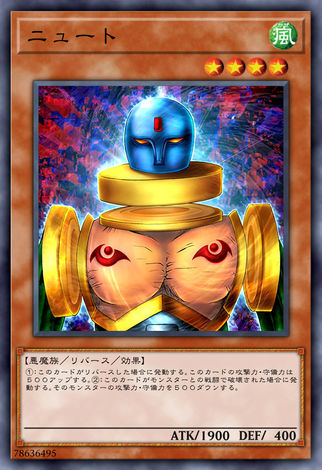 ニュート
風
【悪魔族／リバース／効果】
①：このカードがリバースした場合に発動する。このカードの攻撃力・守備力は
５００アップする。②：このカードがモンスターとの戦闘で破壊された場合に発
動する。そのモンスターの攻撃力・守備力を５００ダウンする。
ATK/1900 DEF/ 400
78636495